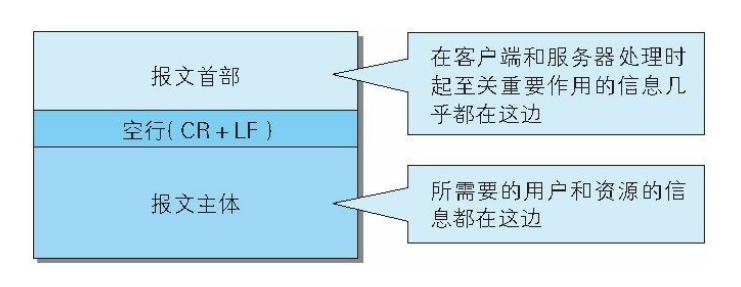 报文首部
在客户端和服务器处理时
起至关重要作用的信息几
乎都在这边
空行( CR + LF )
报文主体
所需要的用户和资源的信
息都在这边